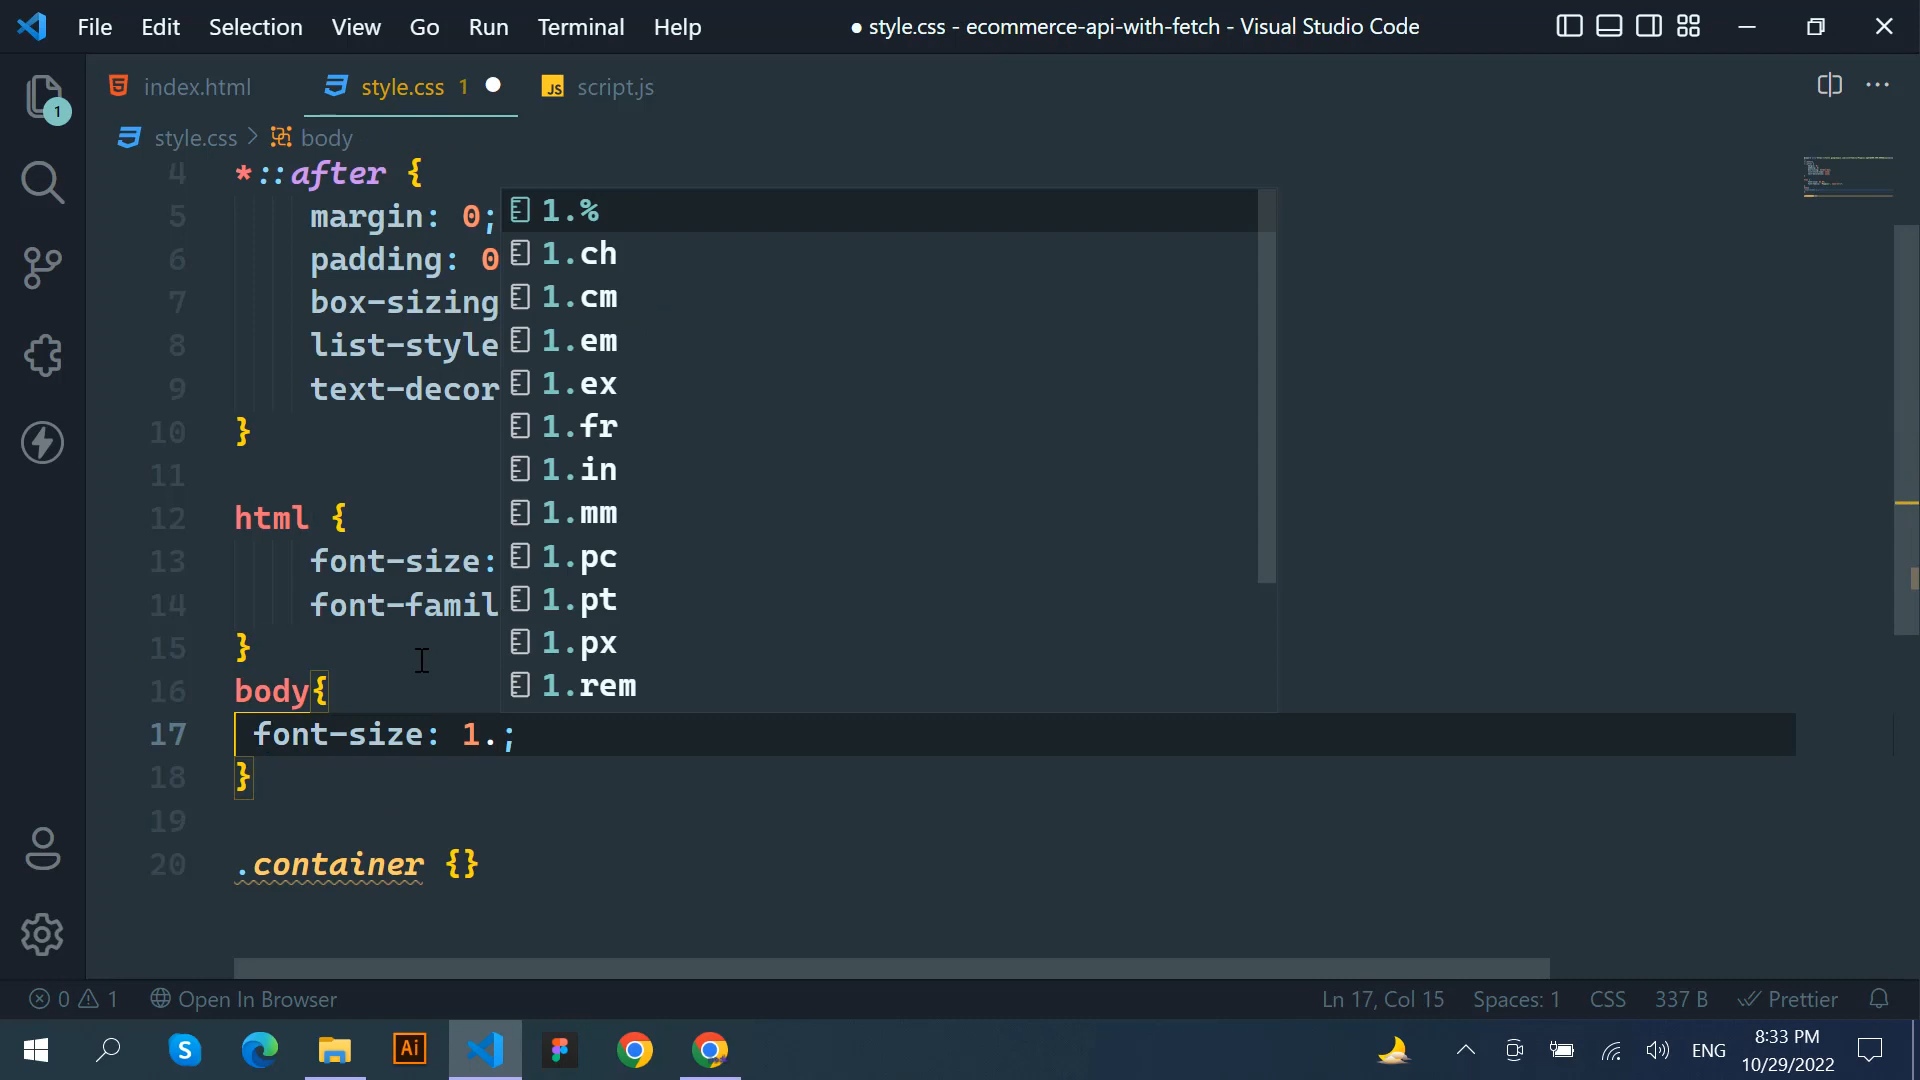 File Edit Selection View Go Run Terminal Help
● style.css - ecommerce-api-with-fetch - Visual Studio Code
1
index.html
style.css 1
JS script.js
style.css > body
4 *::after {
5 margin: 0;
6 padding: 0
7 box-sizing
8 list-style
9 text-decor
10 }
11
12 html {
13 font-size:
14 font-famil
15 }
16 body{
17 font-size: 1.;
18 }
19
20 .container {}
1.%
1.ch
1.cm
1.em
1.ex
1.fr
1.in
1.mm
1.pc
1.pt
1.px
1.rem
0 1 Open In Browser
Ln 17, Col 15 Spaces: 1 CSS 337 B Prettier
S
Ai
ENG
8:33 PM
10/29/2022